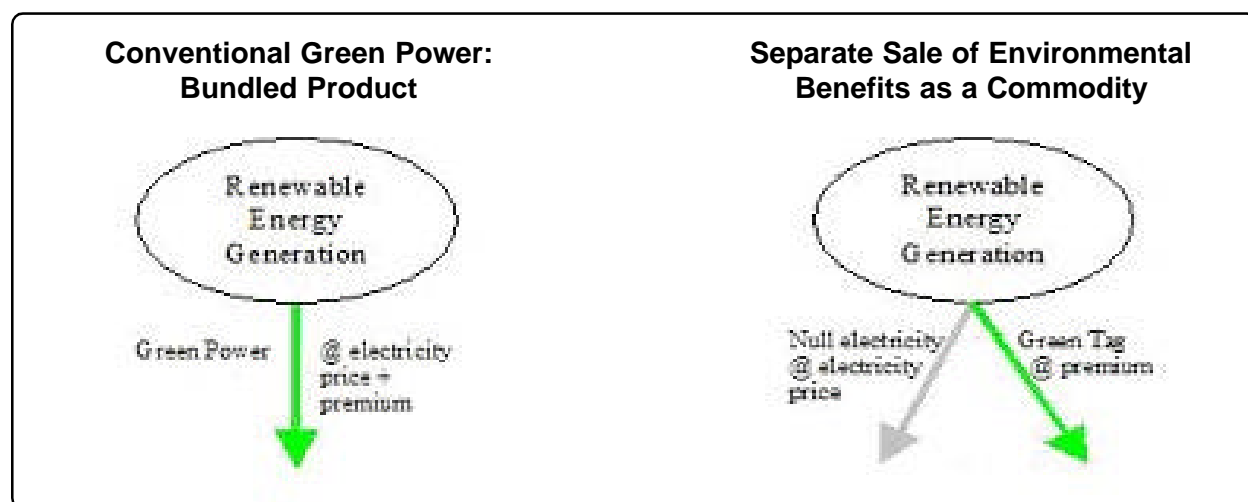 Conventional Green Power:
Bundled Product
Renewable
Energy
Generation
Green Power
@ electricity
price +
premium
Separate Sale of Environmental
Benefits as a Commodity
Renewable
Energy
Generation
Null electricity
@ electricity
price
Green Tag
@ premium